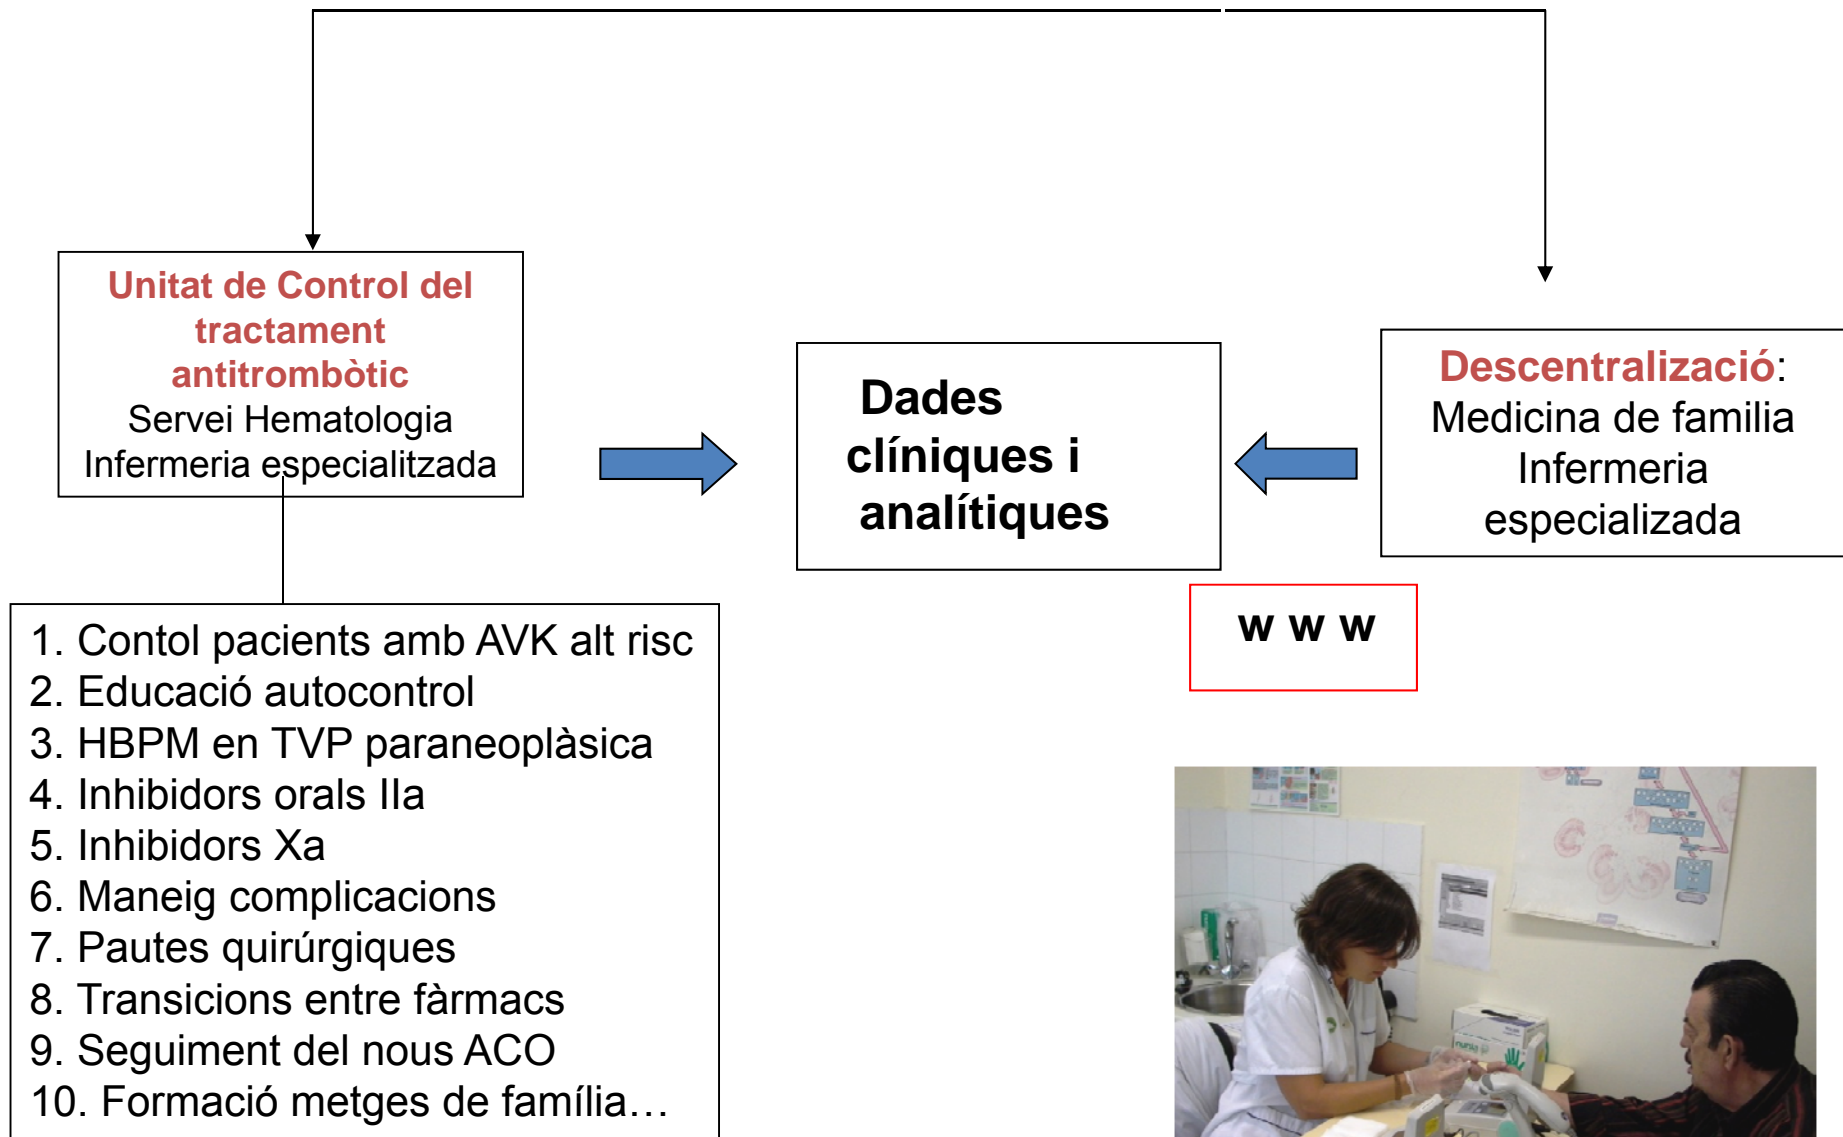 Unitat de Control del
tractament
antitrombòtic
Servei Hematologia
Infermeria especialitzada
Dades
clíniques i
analítiques
Descentralizació:
Medicina de familia
Infermeria
especializada
w w w
1. Contol pacients amb AVK alt risc
2. Educació autocontrol
3. HBPM en TVP paraneoplàsica
4. Inhibidors orals IIa
5. Inhibidors Xa
6. Maneig complicacions
7. Pautes quirúrgiques
8. Transicions entre fàrmacs
9. Seguiment del nous ACO
10. Formació metges de família…